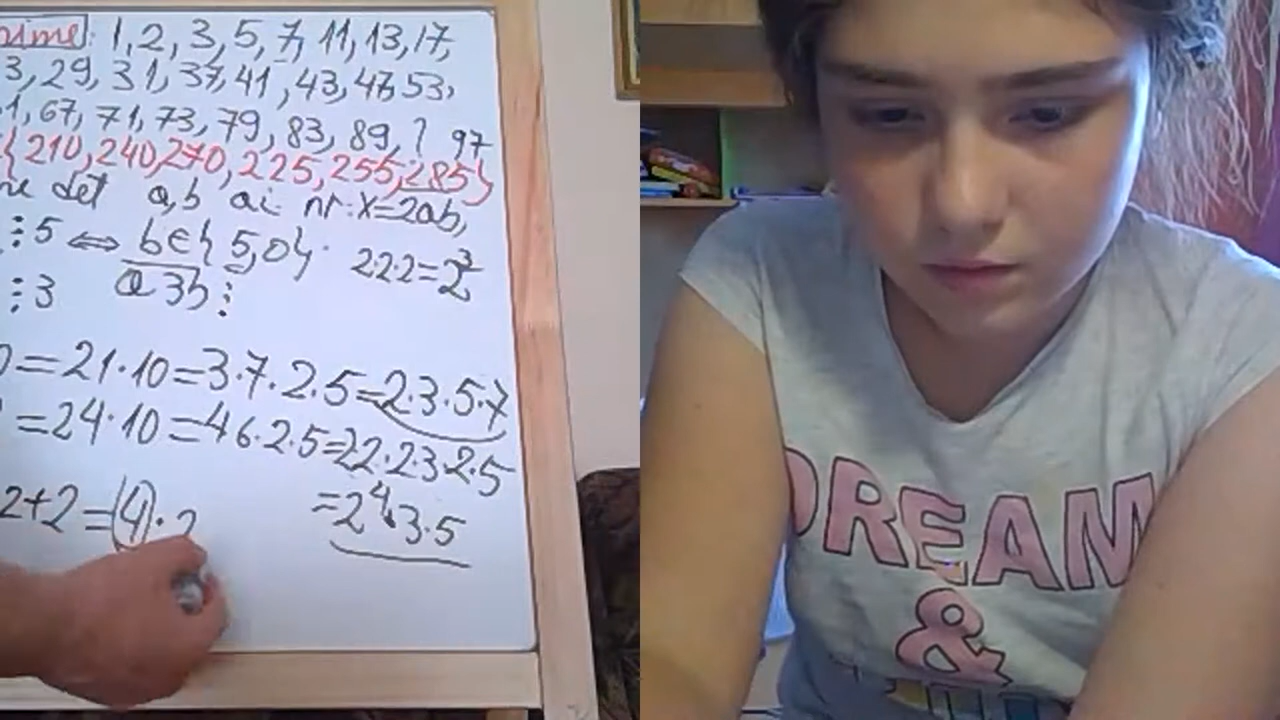 prime: 1, 2, 3, 5, 7, 11, 13, 17,
3, 29, 31, 37, 41, 43, 47, 53,
1, 67, 71, 73, 79, 83, 89, ? 97
{210, 240, 270, 225, 255, 285}
det a,b ai nr: x=2ab,
⋮5 ⇔ b∈{5,0}. 2·2·2=2³
⋮3 a3b⋮
0=21·10=3·7·2·5=2·3·5·7
=24·10=4·6·2·5=2·2·2·3·2·5
=2⁴·3·5
2+2=4·2
DREAM
&